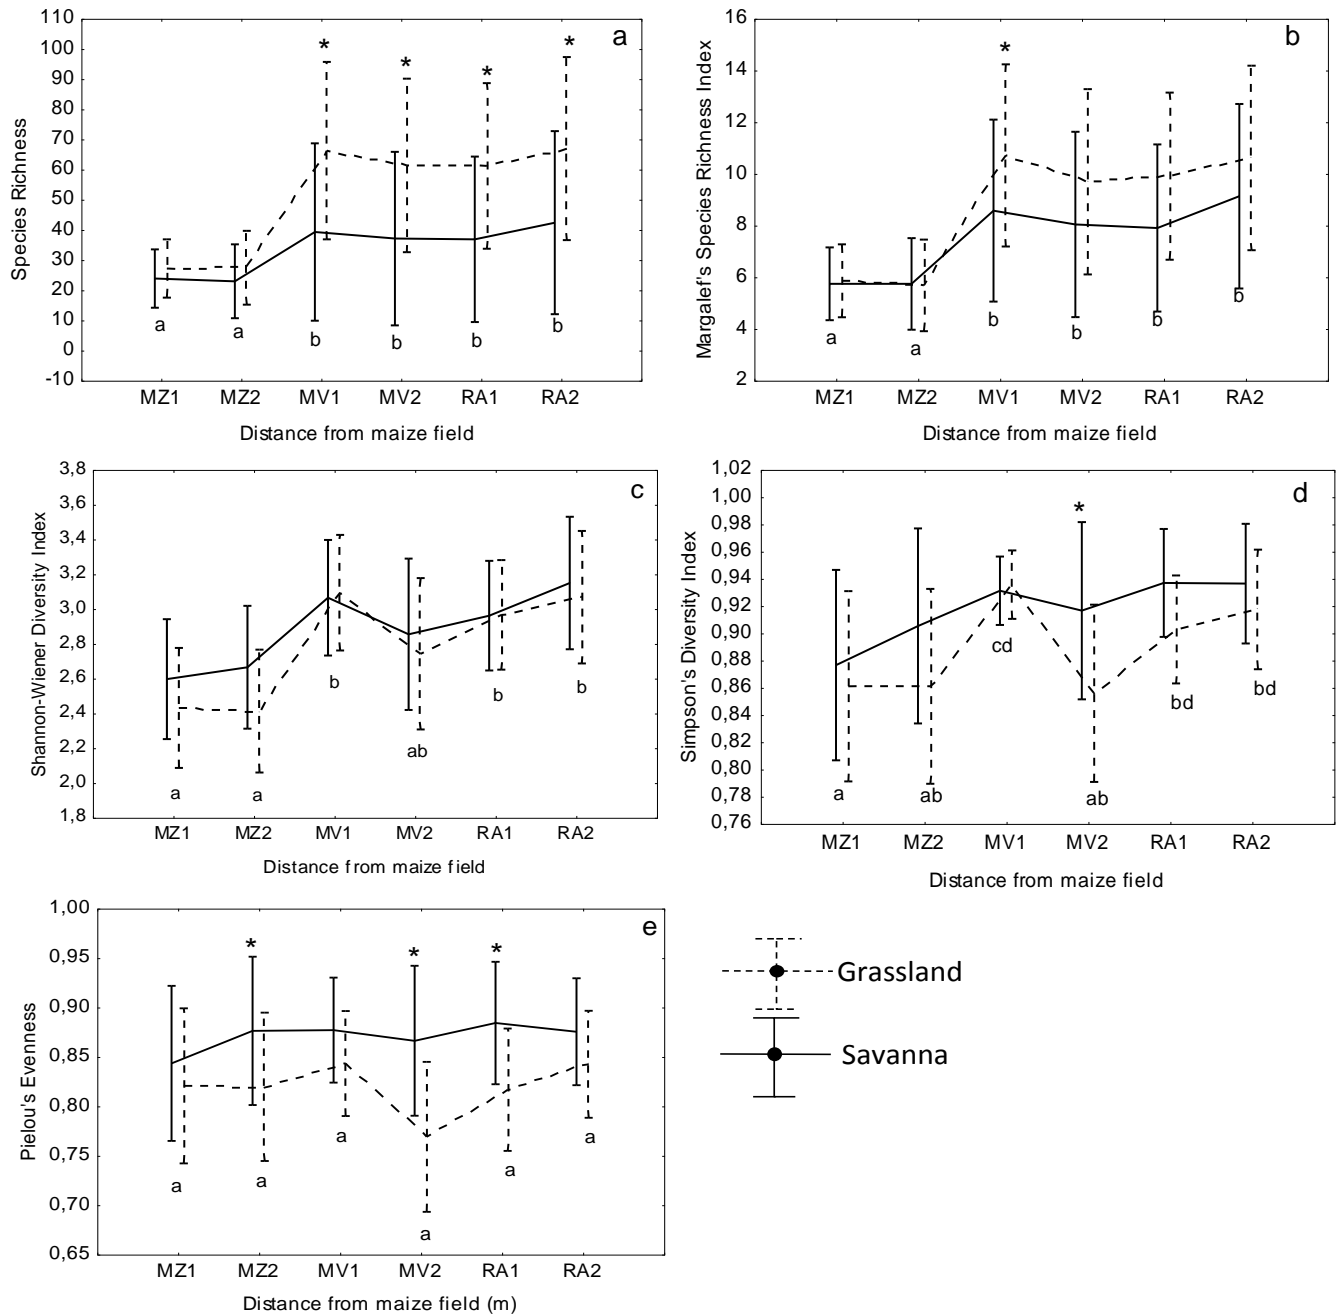 a
Species Richness
110
100
90
80
70
60
50
40
30
20
10
0
-10
* * * *
a a b b b b
MZ1 MZ2 MV1 MV2 RA1 RA2
Distance from maize field
b
Margalef's Species Richness Index
16
14
12
10
8
6
4
2
*
a a b b b b
MZ1 MZ2 MV1 MV2 RA1 RA2
Distance from maize field
c
Shannon-Wiener Diversity Index
3,8
3,6
3,4
3,2
3,0
2,8
2,6
2,4
2,2
2,0
1,8
a a b ab b b
MZ1 MZ2 MV1 MV2 RA1 RA2
Distance from maize field
d
Simpson's Diversity Index
1,02
1,00
0,98
0,96
0,94
0,92
0,90
0,88
0,86
0,84
0,82
0,80
0,78
0,76
*
a ab cd ab bd bd
MZ1 MZ2 MV1 MV2 RA1 RA2
Distance from maize field
e
Pielou's Evenness
1,00
0,95
0,90
0,85
0,80
0,75
0,70
0,65
* * *
a a a a a a
MZ1 MZ2 MV1 MV2 RA1 RA2
Distance from maize field (m)
Grassland
Savanna